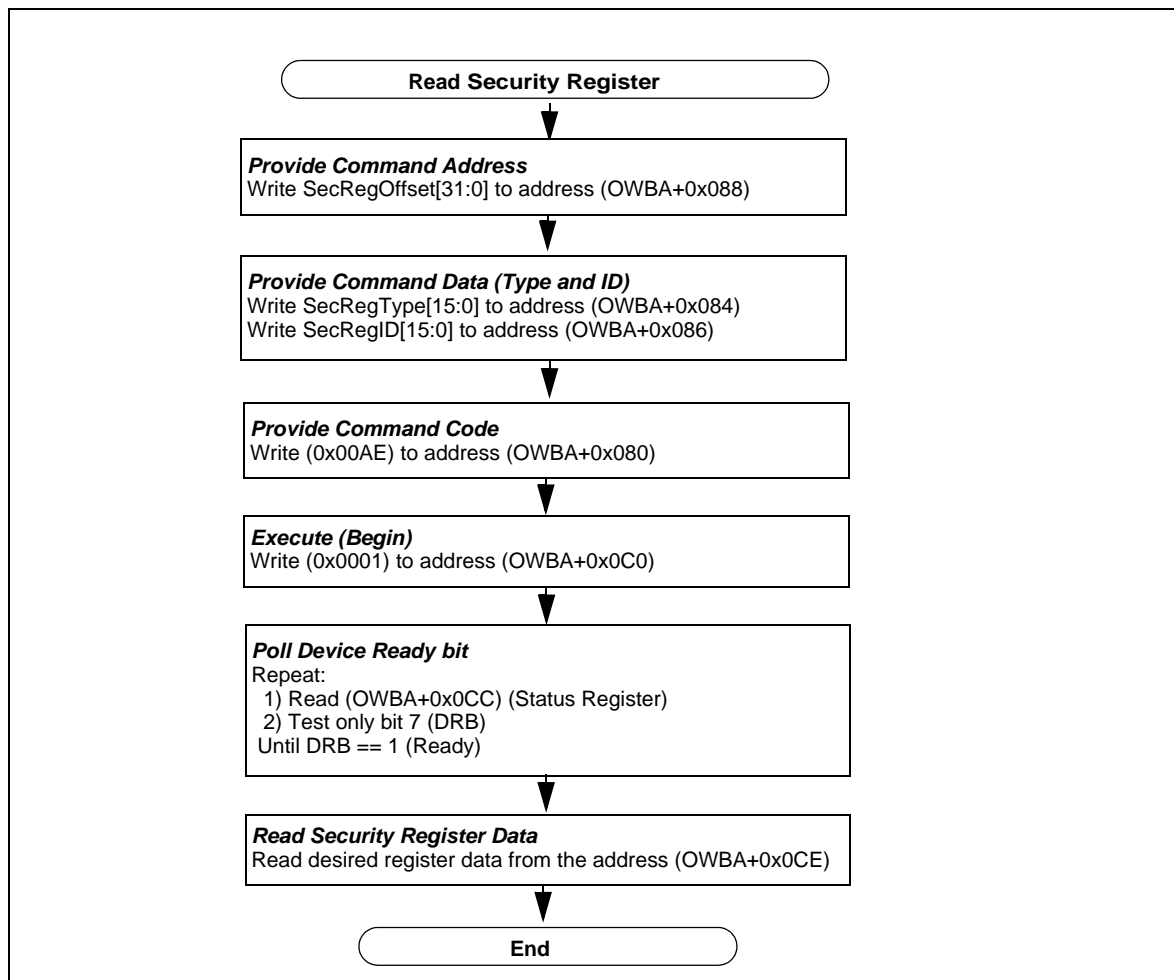 Read Security Register
Provide Command Address
Write SecRegOffset[31:0] to address (OWBA+0x088)
Provide Command Data (Type and ID)
Write SecRegType[15:0] to address (OWBA+0x084)
Write SecRegID[15:0] to address (OWBA+0x086)
Provide Command Code
Write (0x00AE) to address (OWBA+0x080)
Execute (Begin)
Write (0x0001) to address (OWBA+0x0C0)
Poll Device Ready bit
Repeat:
1) Read (OWBA+0x0CC) (Status Register)
2) Test only bit 7 (DRB)
Until DRB == 1 (Ready)
Read Security Register Data
Read desired register data from the address (OWBA+0x0CE)
End